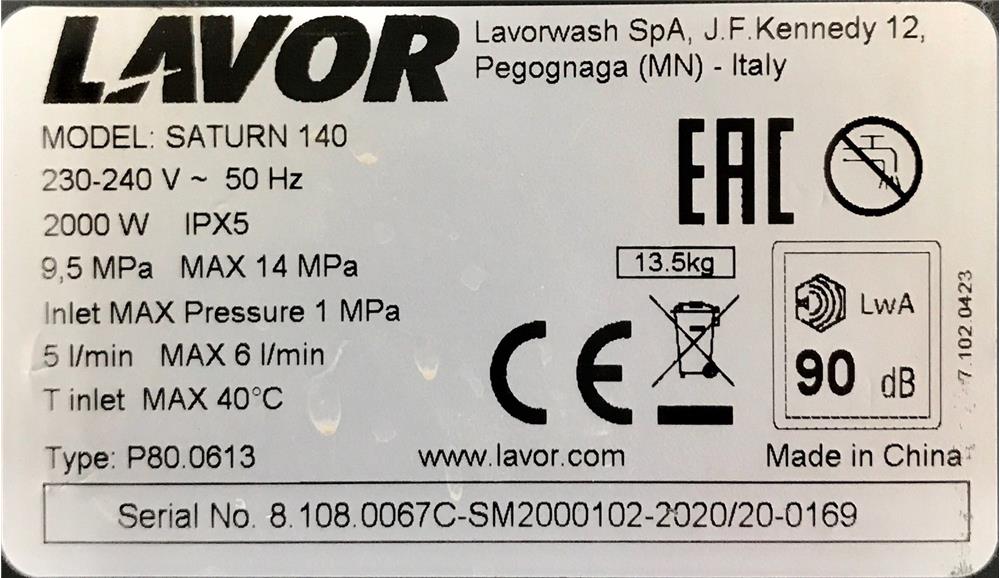 LAVOR
Lavorwash SpA, J.F.Kennedy 12,
Pegognaga (MN) - Italy
MODEL: SATURN 140
230-240 V ~ 50 Hz
2000 W IPX5
9,5 MPa MAX 14 MPa
Inlet MAX Pressure 1 MPa
5 l/min MAX 6 l/min
T inlet MAX 40°C
Type: P80.0613
EAC
13.5kg
CE
LwA
90 dB
www.lavor.com
Made in China
Serial No. 8.108.0067C-SM2000102-2020/20-0169